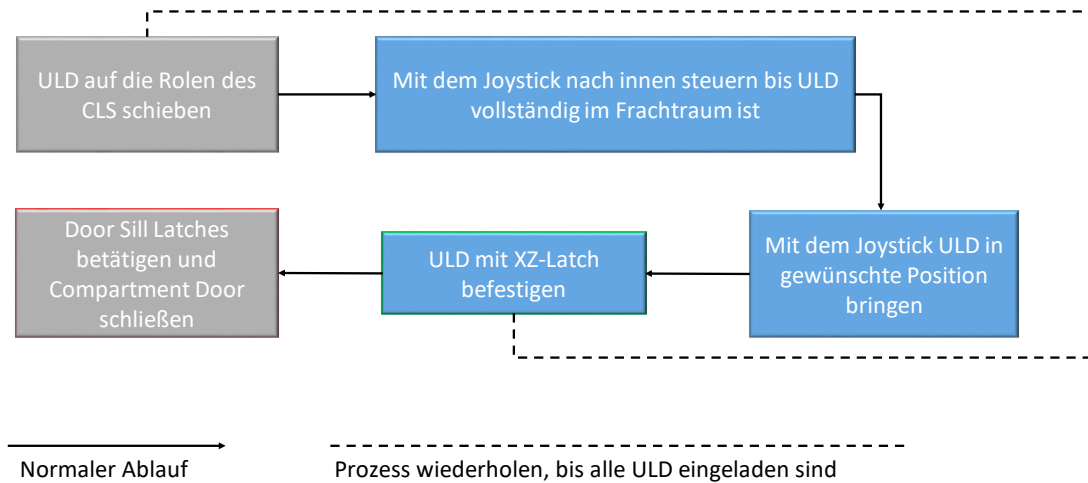 ULD auf die Rolen des
CLS schieben
Mit dem Joystick nach innen steuern bis ULD
vollständig im Frachtraum ist
Door Sill Latches
betätigen und
Compartment Door
schließen
ULD mit XZ-Latch
befestigen
Mit dem Joystick ULD in
gewünschte Position
bringen
Normaler Ablauf
Prozess wiederholen, bis alle ULD eingeladen sind